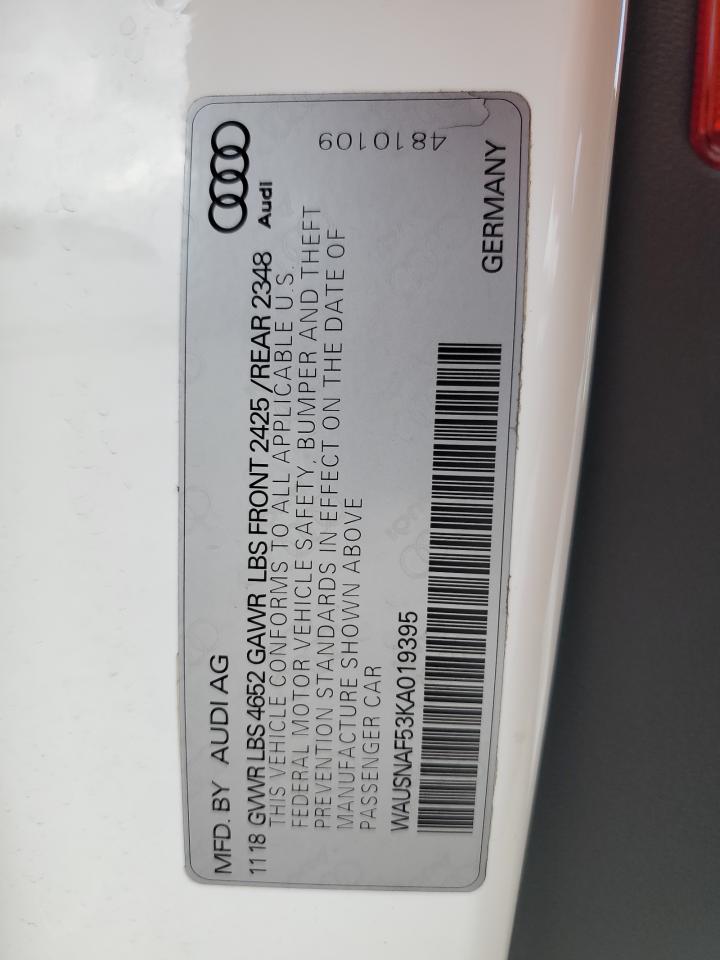 MFD. BY AUDI AG
Audi
1118 GVWR LBS 4652 GAWR LBS FRONT 2425 /REAR 2348
THIS VEHICLE CONFORMS TO ALL APPLICABLE U.S.
FEDERAL MOTOR VEHICLE SAFETY, BUMPER AND THEFT
PREVENTION STANDARDS IN EFFECT ON THE DATE OF
MANUFACTURE SHOWN ABOVE
PASSENGER CAR
4810109
WAUSNAF53KA019395
GERMANY